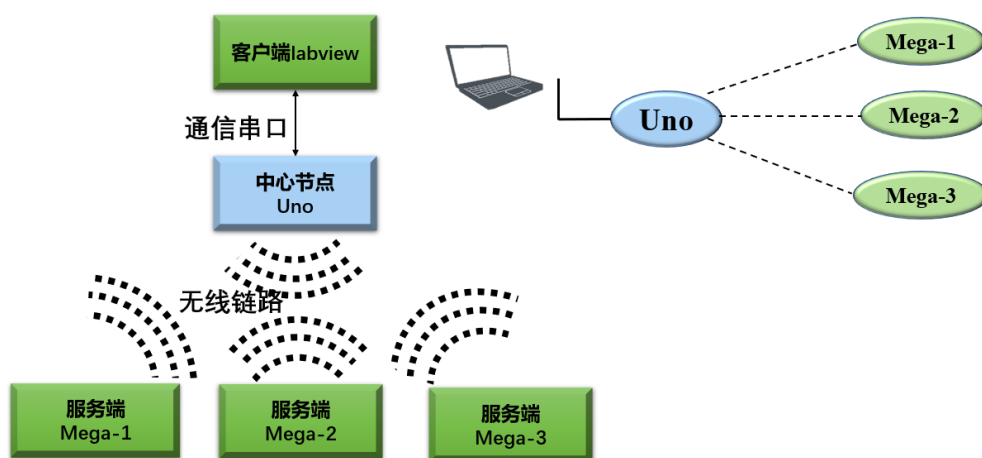 客户端labview
通信串口
中心节点
Uno
无线链路
服务端
Mega-1
服务端
Mega-2
服务端
Mega-3
Uno
Mega-1
Mega-2
Mega-3